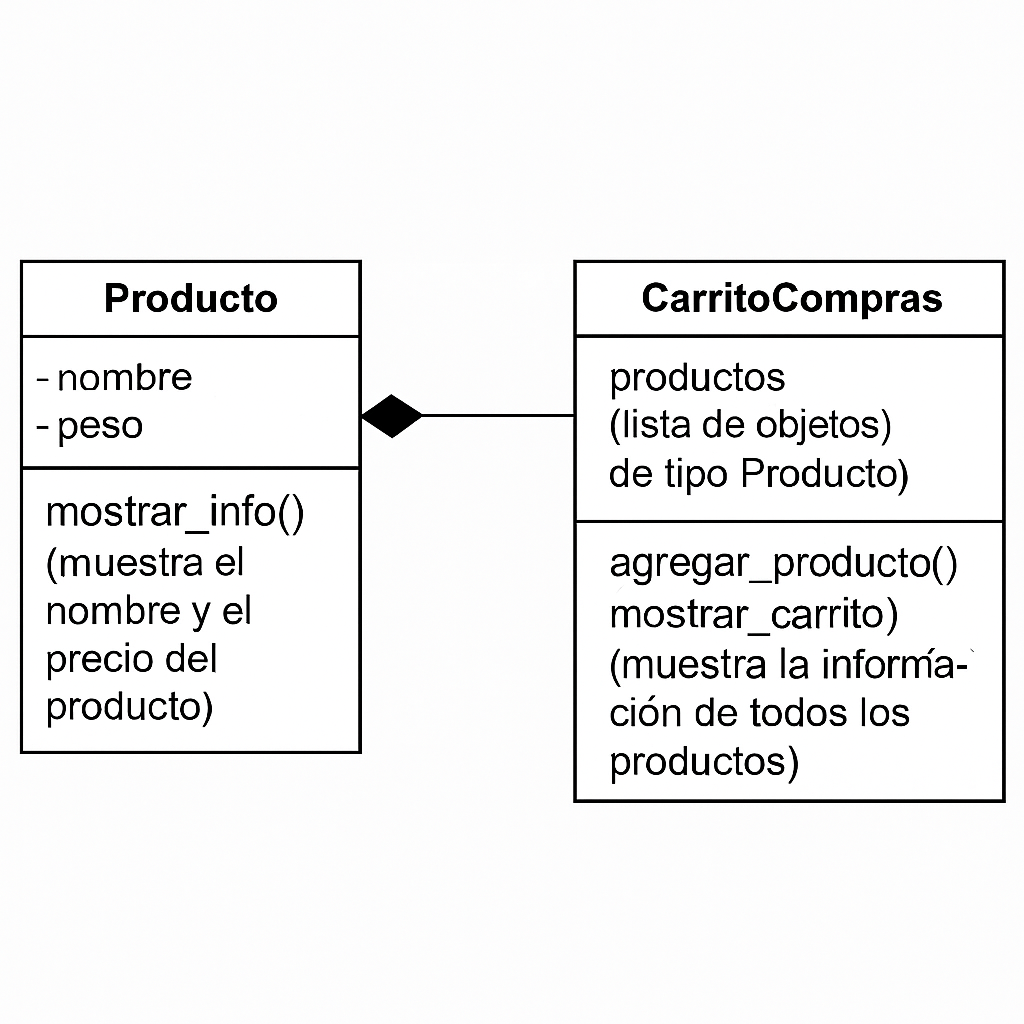 Producto
- nombre
- peso
mostrar_info()
(muestra el
nombre y el
precio del
producto)
CarritoCompras
productos
(lista de objetos)
de tipo Producto)
agregar_producto()
mostrar_carrito)
(muestra la informa-
ción de todos los
productos)